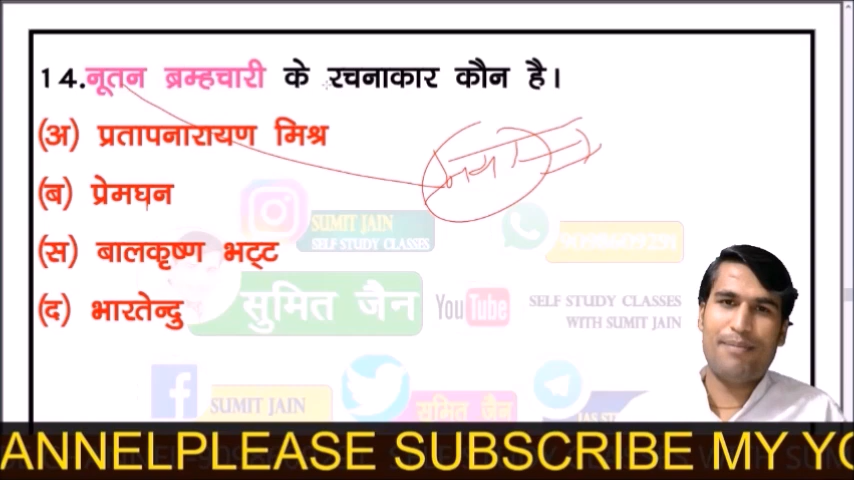 14.नूतन ब्रम्हचारी के रचनाकार कौन है।
(अ) प्रतापनारायण मिश्र
(ब) प्रेमघन
(स) बालकृष्ण भट्ट
(द) भारतेन्दु
SUMIT JAIN
SELF STUDY CLASSES
सुमित जैन
YouTube
SELF STUDY CLASSES
WITH SUMIT JAIN
SUMIT JAIN
सुमित जैन
ANNELPLEASE SUBSCRIBE MY YO